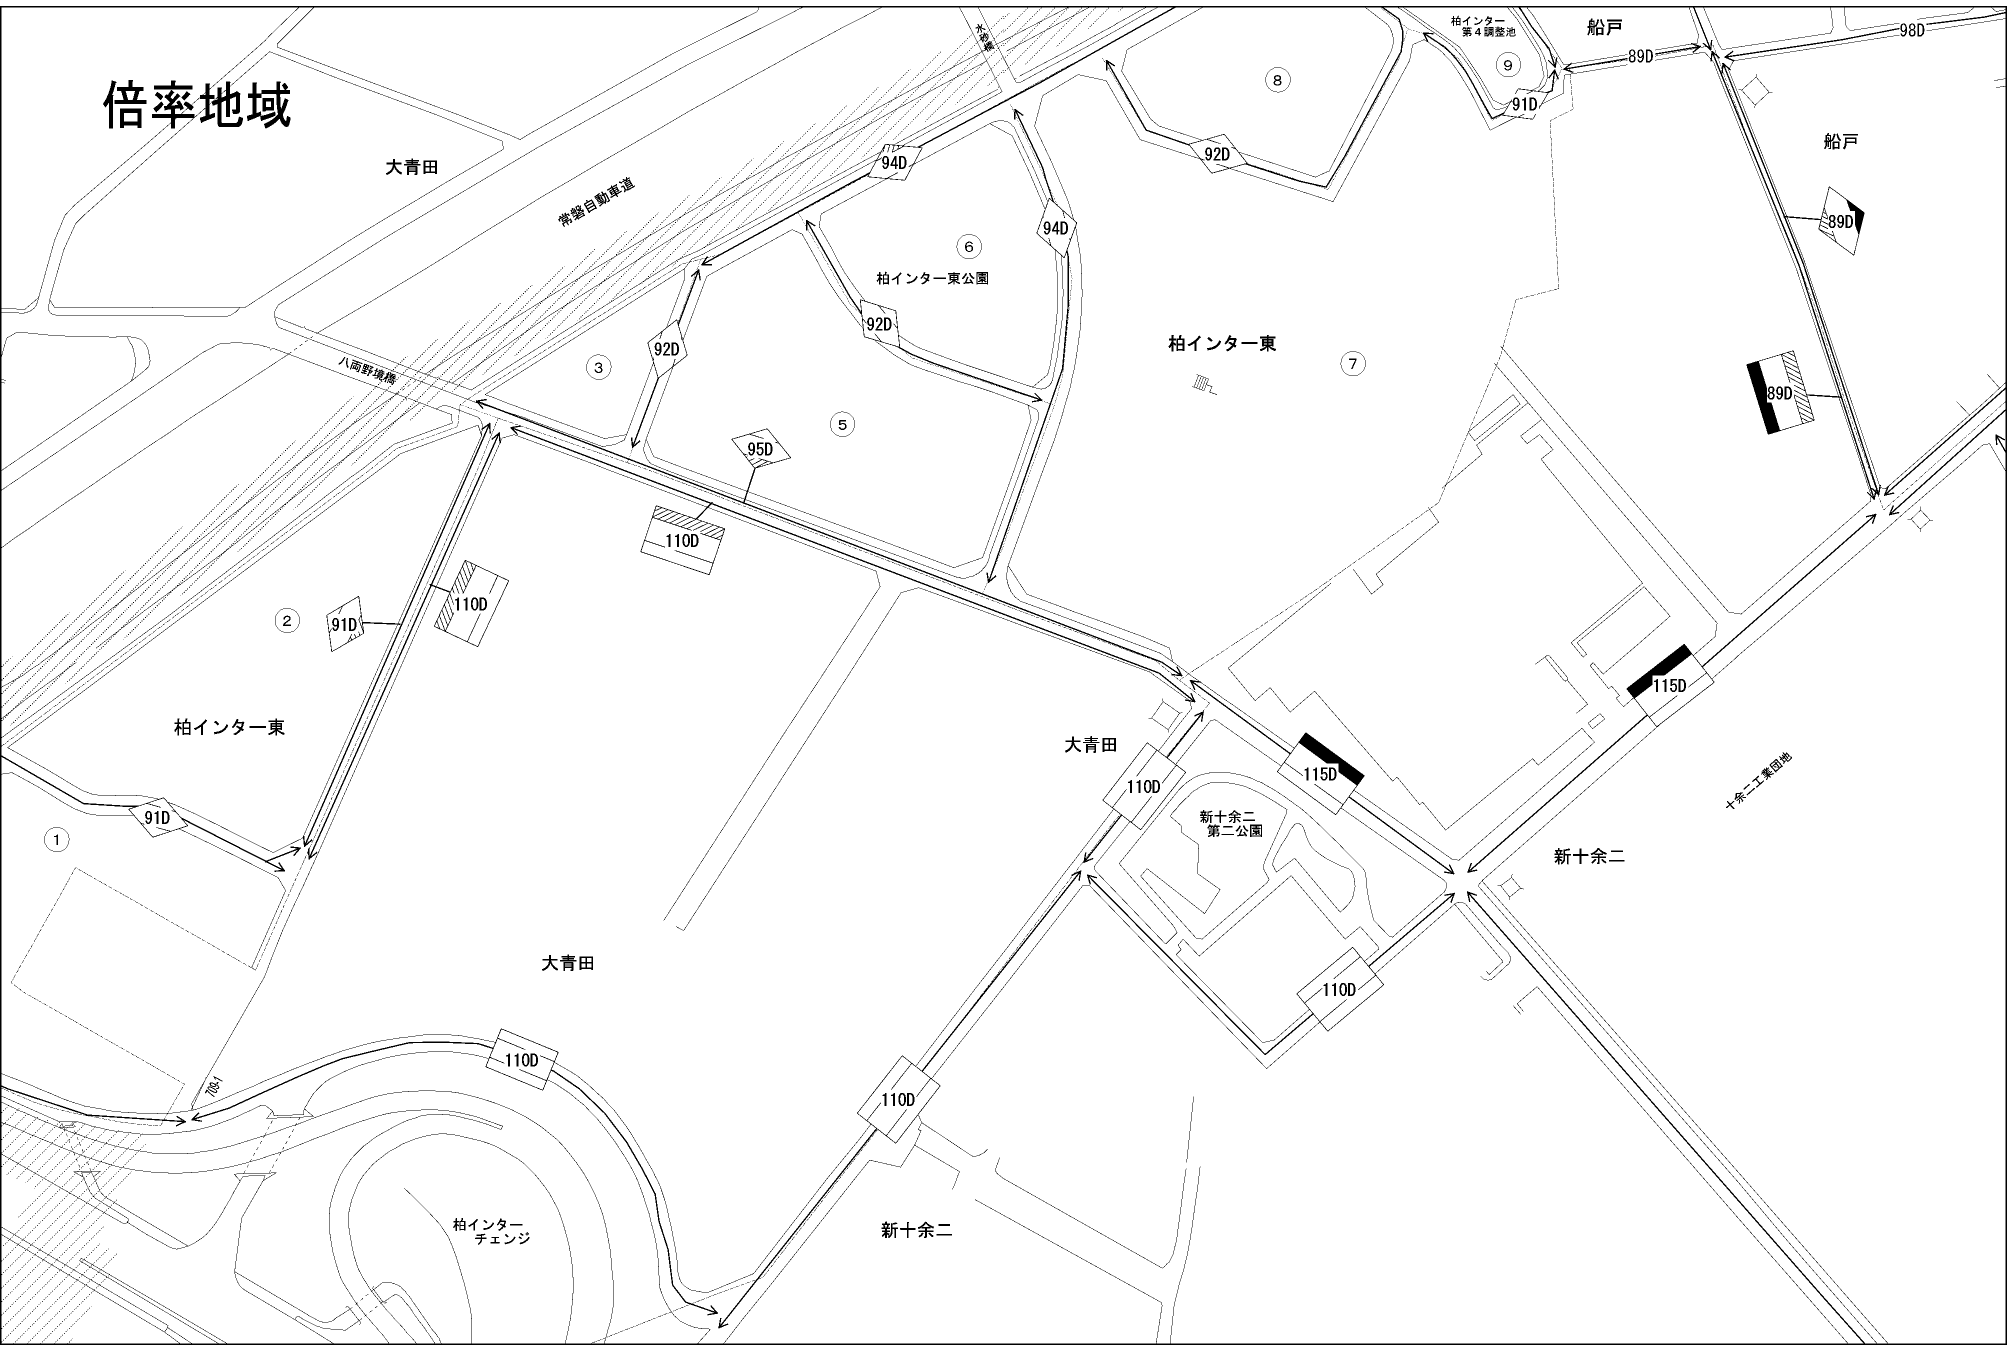 倍率地域
水砂橋
柏インター
第4調整池
船戸
98D
89D
⑧
⑨
91D
大青田
常磐自動車道
94D
92D
船戸
89D
94D
⑥
柏インター東公園
92D
92D
柏インター東
⑦
八両野境橋
③
89D
⑤
95D
110D
②
91D
110D
115D
柏インター東
大青田
110D
115D
十余二工業団地
①
91D
新十余二
第二公園
新十余二
大青田
110D
110D
709-1
110D
柏インター
チェンジ
新十余二